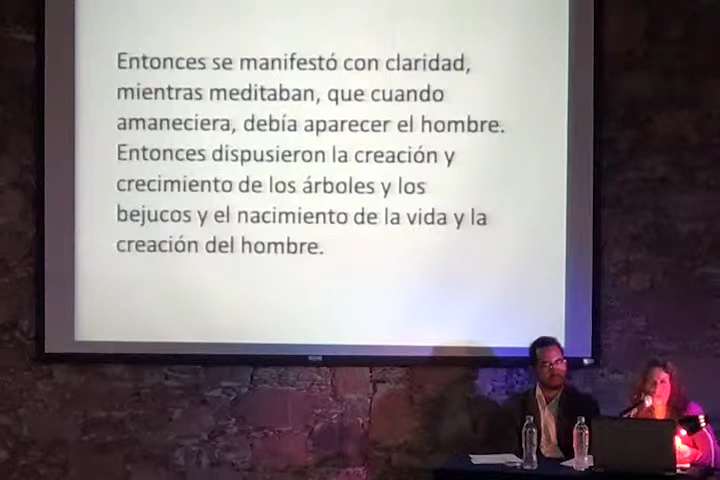 Entonces se manifestó con claridad,
mientras meditaban, que cuando
amaneciera, debía aparecer el hombre.
Entonces dispusieron la creación y
crecimiento de los árboles y los
bejucos y el nacimiento de la vida y la
creación del hombre.